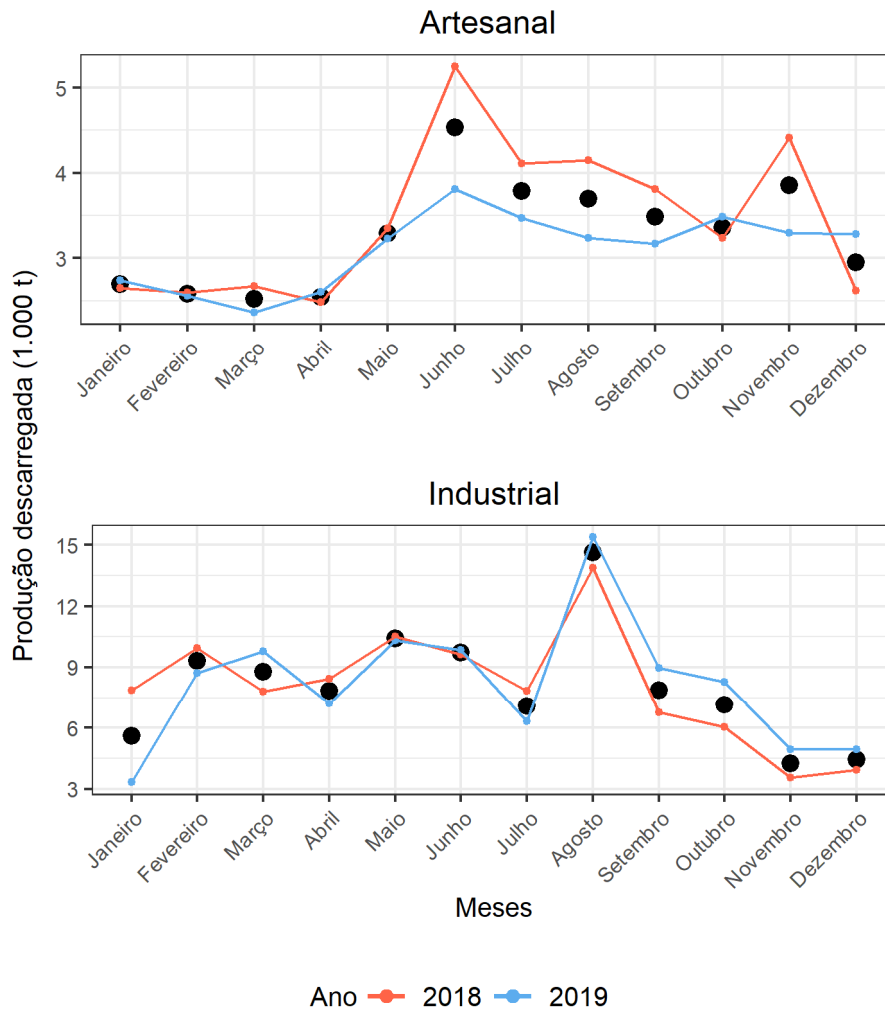 Artesanal
5
4
3
Janeiro
Fevereiro
Março
Abril
Maio
Junho
Julho
Agosto
Setembro
Outubro
Novembro
Dezembro
Produção descarregada (1.000 t)
Industrial
15
12
9
6
3
Janeiro
Fevereiro
Março
Abril
Maio
Junho
Julho
Agosto
Setembro
Outubro
Novembro
Dezembro
Meses
Ano 2018 2019